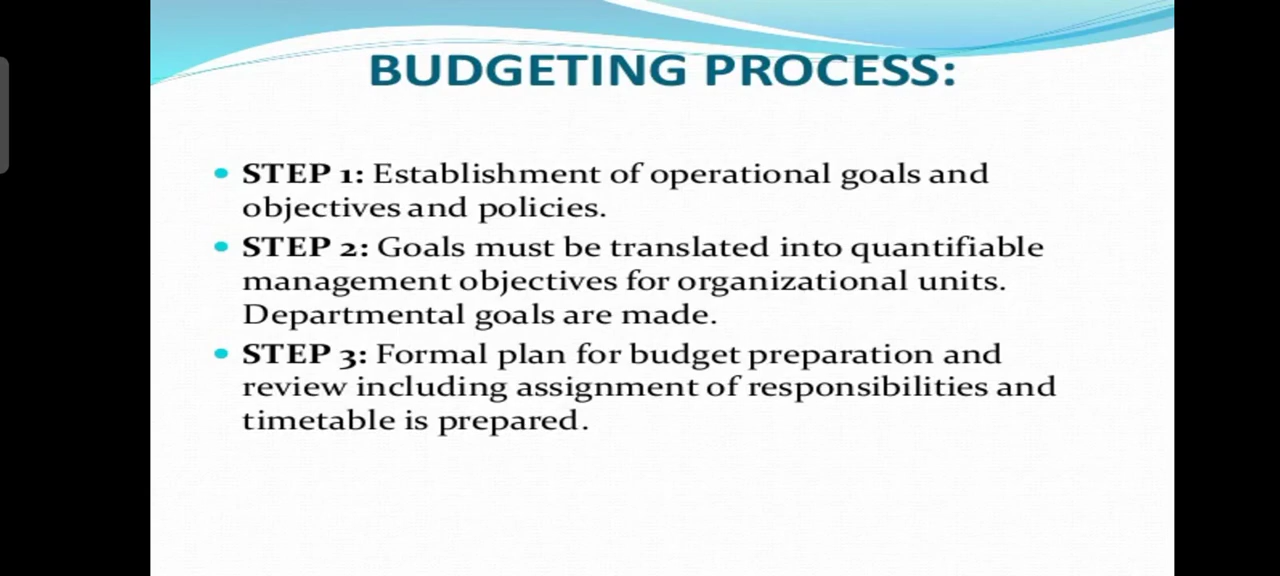 BUDGETING PROCESS:
• STEP 1: Establishment of operational goals and
objectives and policies.
• STEP 2: Goals must be translated into quantifiable
management objectives for organizational units.
Departmental goals are made.
• STEP 3: Formal plan for budget preparation and
review including assignment of responsibilities and
timetable is prepared.